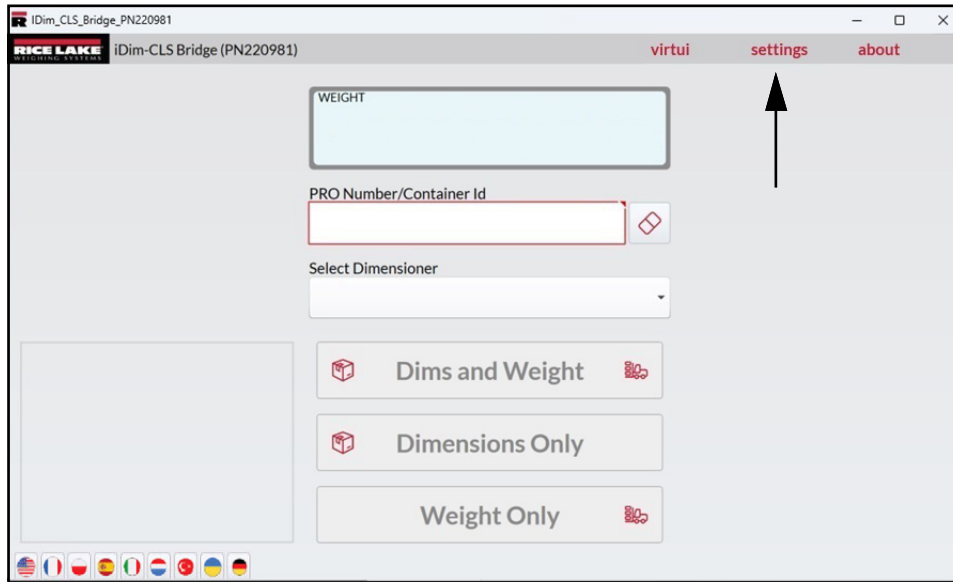 IDim_CLS_Bridge_PN220981
RICE LAKE
WEIGHING SYSTEMS
iDim-CLS Bridge (PN220981)
virtui
settings
about
WEIGHT
PRO Number/Container Id
Select Dimensioner
Dims and Weight
Dimensions Only
Weight Only